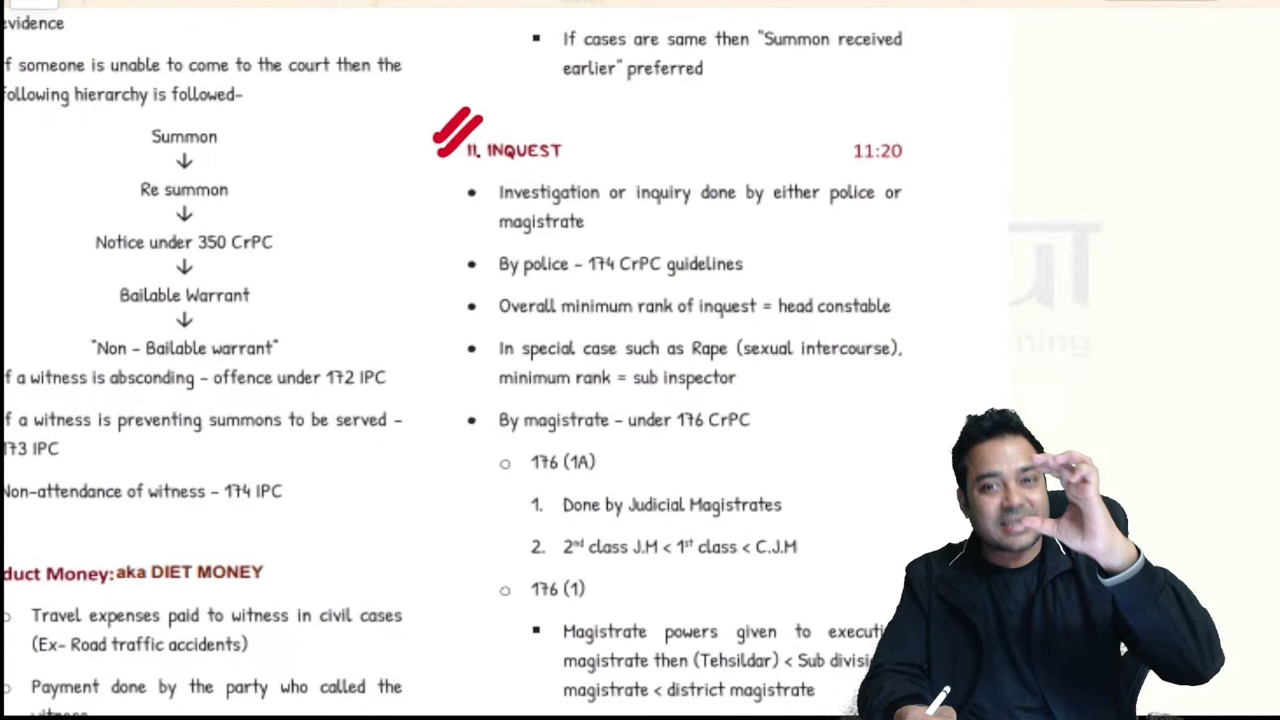 evidence
f someone is unable to come to the court then the
following hierarchy is followed-
Summon
↓
Re summon
↓
Notice under 350 CrPC
↓
Bailable Warrant
↓
"Non - Bailable warrant"
f a witness is absconding - offence under 172 IPC
f a witness is preventing summons to be served -
173 IPC
Non-attendance of witness - 174 IPC
duct Money: aka DIET MONEY
Travel expenses paid to witness in civil cases
(Ex- Road traffic accidents)
Payment done by the party who called the
▪ If cases are same then "Summon received
earlier" preferred
II. INQUEST 11:20
• Investigation or inquiry done by either police or
magistrate
• By police - 174 CrPC guidelines
• Overall minimum rank of inquest = head constable
• In special case such as Rape (sexual intercourse),
minimum rank = sub inspector
• By magistrate - under 176 CrPC
○ 176 (1A)
1. Done by Judicial Magistrates
2. 2nd class J.M < 1st class < C.J.M
○ 176 (1)
▪ Magistrate powers given to executi
magistrate then (Tehsildar) < Sub divisi
magistrate < district magistrate